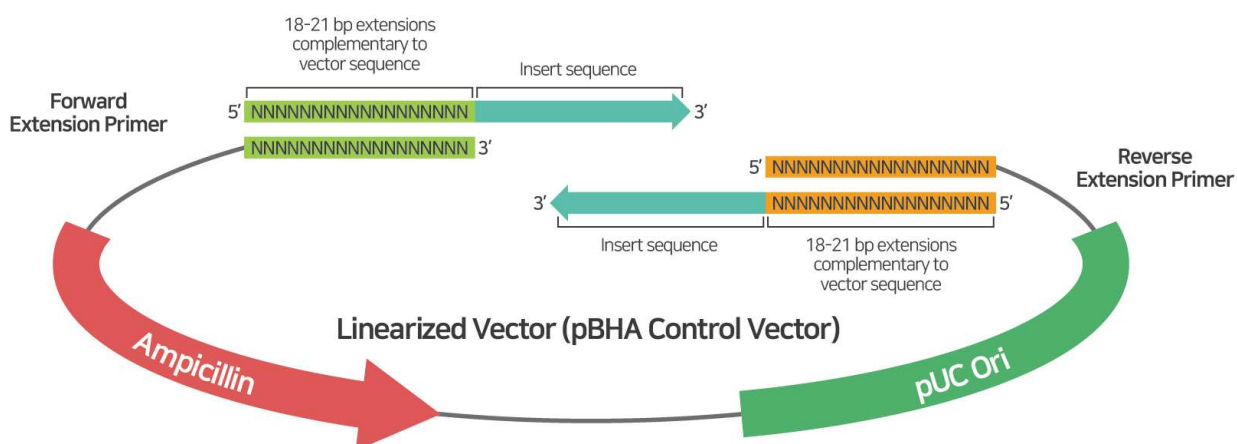 18-21 bp extensions
complementary to
vector sequence
Insert sequence
Forward
Extension Primer
5’ NNNNNNNNNNNNNNNNNN 3’
NNNNNNNNNNNNNNNNNN 3’
5’ NNNNNNNNNNNNNNNNNN
Reverse
Extension Primer
3’ NNNNNNNNNNNNNNNNNN 5’
Insert sequence
18-21 bp extensions
complementary to
vector sequence
Linearized Vector (pBHA Control Vector)
Ampicillin
pUC Ori